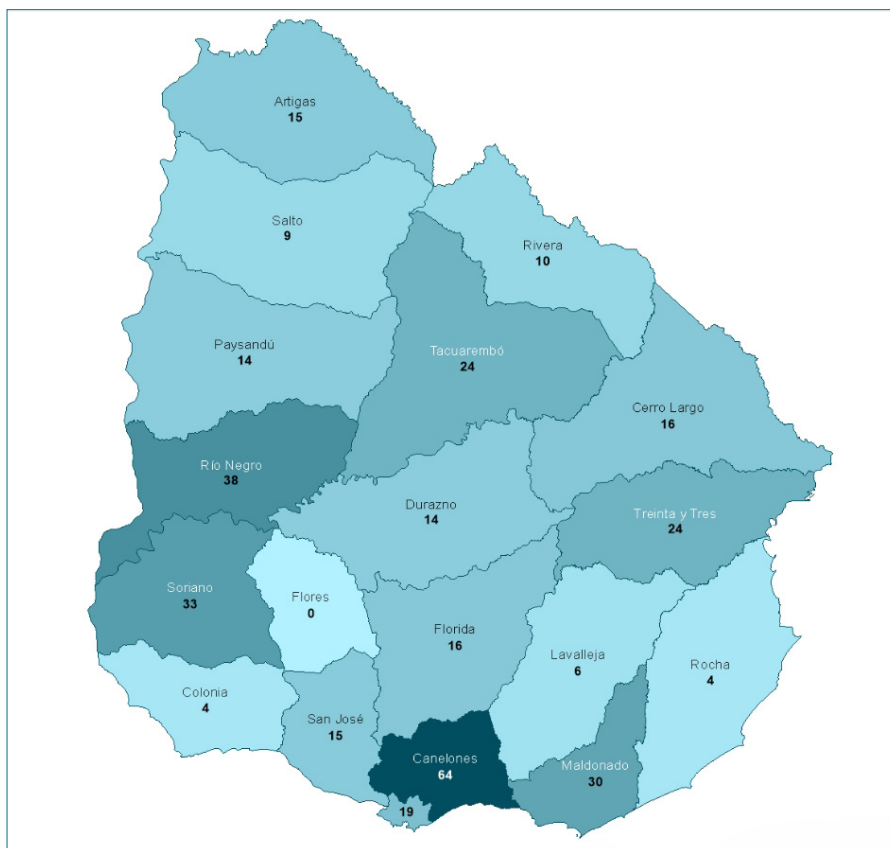 Artigas
15
Salto
9
Rivera
10
Paysandú
14
Tacuarembó
24
Cerro Largo
16
Río Negro
38
Durazno
14
Treinta y Tres
24
Soriano
33
Flores
0
Florida
16
Lavalleja
6
Rocha
4
Colonia
4
San José
15
Canelones
64
Maldonado
30
19